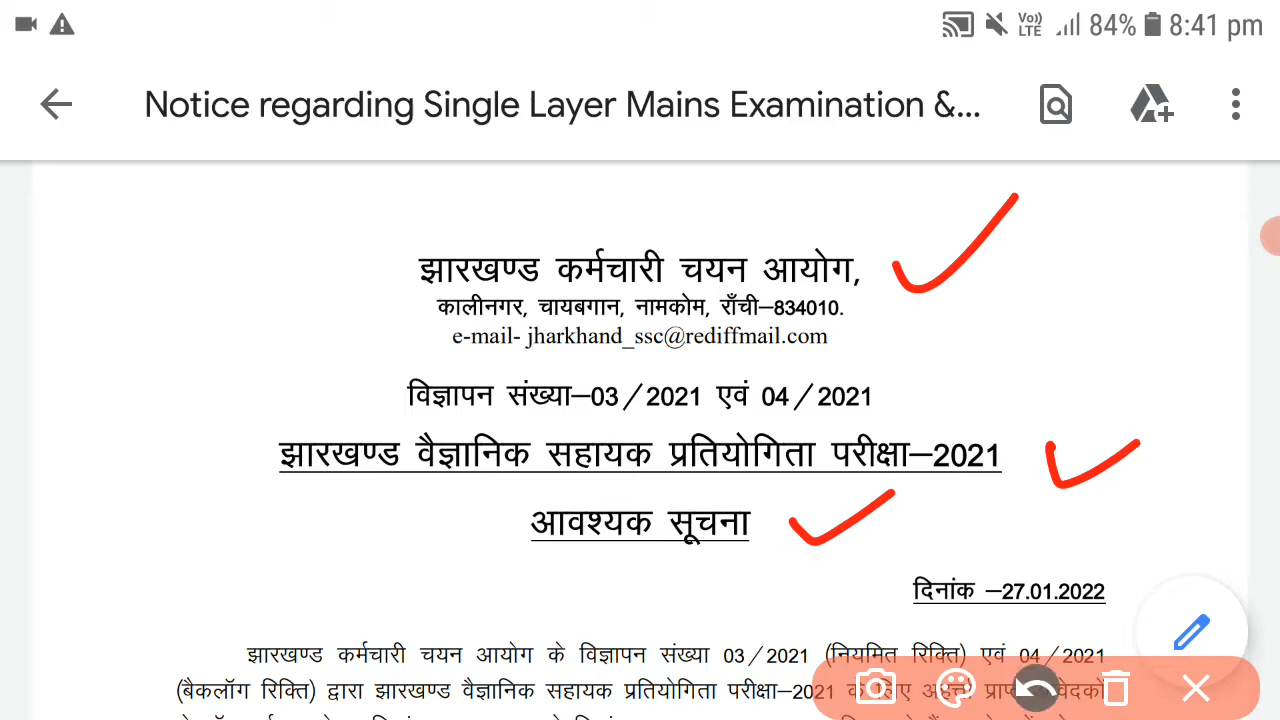 84% 8:41 pm
Notice regarding Single Layer Mains Examination &...
झारखण्ड कर्मचारी चयन आयोग,
कालीनगर, चायबगान, नामकोम, राँची–834010.
e-mail- jharkhand_ssc@rediffmail.com
विज्ञापन संख्या–03/2021 एवं 04/2021
झारखण्ड वैज्ञानिक सहायक प्रतियोगिता परीक्षा–2021
आवश्यक सूचना
दिनांक –27.01.2022
झारखण्ड कर्मचारी चयन आयोग के विज्ञापन संख्या 03/2021 (नियमित रिक्ति) एवं 04/2021
(बैकलॉग रिक्ति) द्वारा झारखण्ड वैज्ञानिक सहायक प्रतियोगिता परीक्षा–2021 के लिए